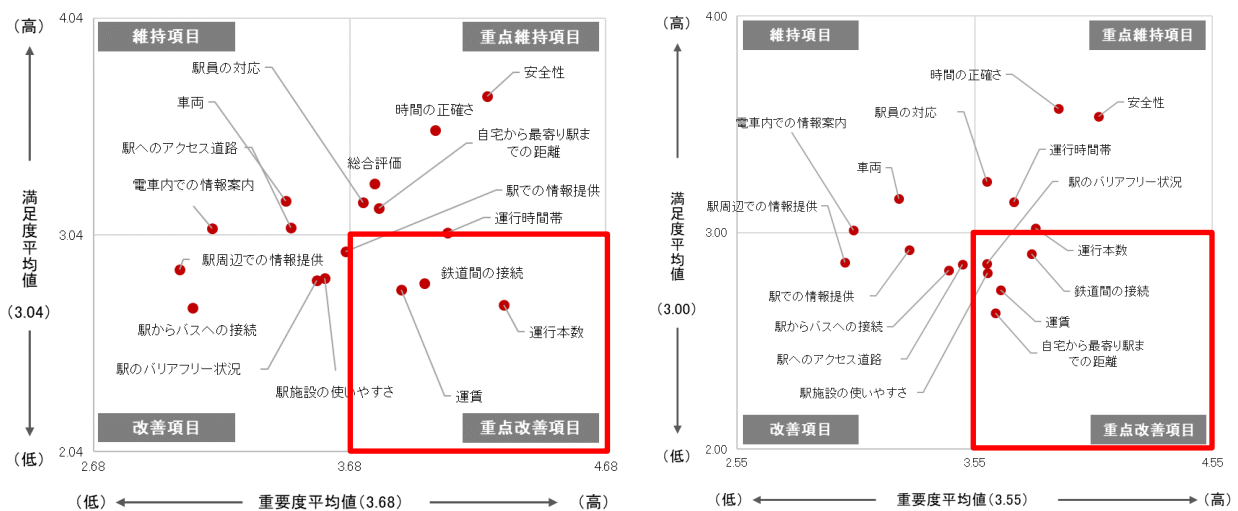 （高）
4.04
維持項目
重点維持項目
駅員の対応
安全性
車両
時間の正確さ
自宅から最寄り駅ま
での距離
駅へのアクセス道路
総合評価
電車内での情報案内
駅での情報提供
運行時間帯
満足度平均値
（3.04）
3.04
駅周辺での情報提供
鉄道間の接続
駅からバスへの接続
運行本数
駅のバリアフリー状況
駅施設の使いやすさ
運賃
改善項目
重点改善項目
（低）
2.04
2.68
3.68
4.68
（低）
重要度平均値（3.68）
（高）
（高）
4.00
維持項目
重点維持項目
時間の正確さ
安全性
駅員の対応
電車内での情報案内
運行時間帯
車両
駅のバリアフリー状況
駅周辺での情報提供
満足度平均値
（3.00）
3.00
運行本数
駅での情報提供
鉄道間の接続
駅からバスへの接続
運賃
駅へのアクセス道路
自宅から最寄り駅ま
での距離
駅施設の使いやすさ
改善項目
重点改善項目
（低）
2.00
2.55
3.55
4.55
（低）
重要度平均値（3.55）
（高）